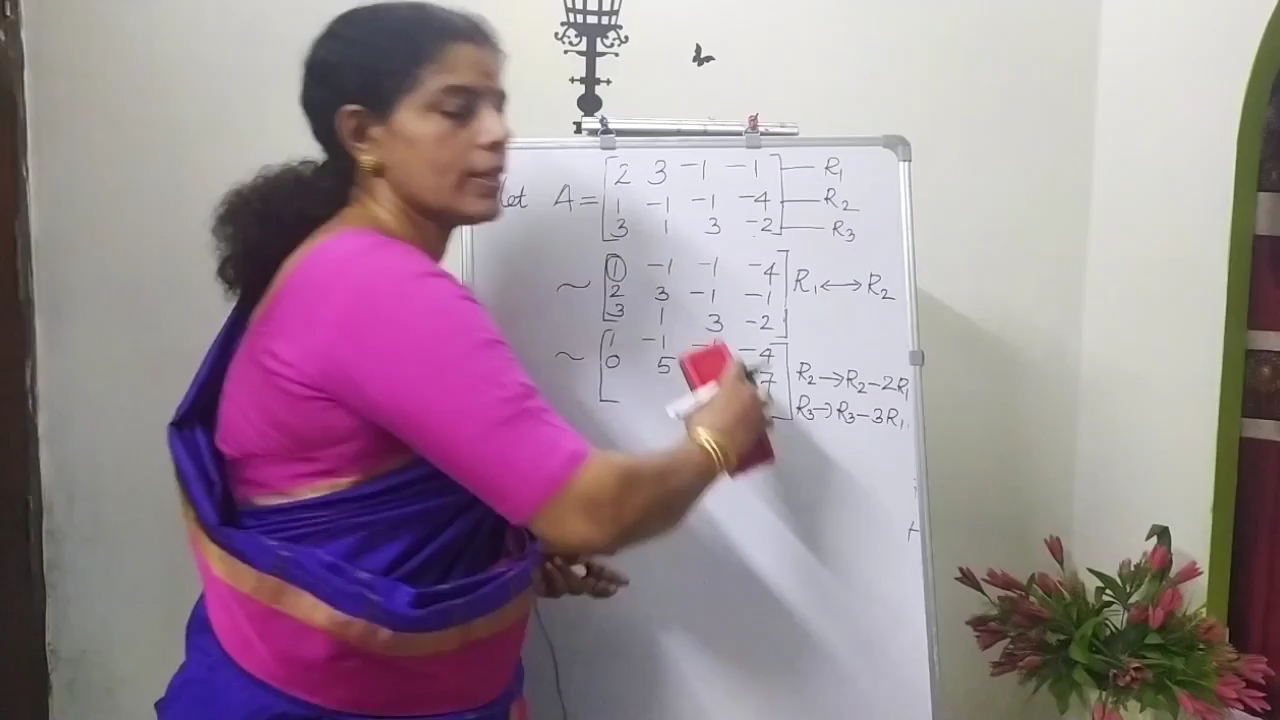 let A = [2 3 -1 -1] — R1
[1 -1 -1 -4] — R2
[3 1 3 -2] — R3
~ [1 -1 -1 -4] R1 ↔ R2
[2 3 -1 -1]
[3 1 3 -2]
~ [1 -1 -4]
[0 5 7] R2 → R2 - 2R1
R3 → R3 - 3R1